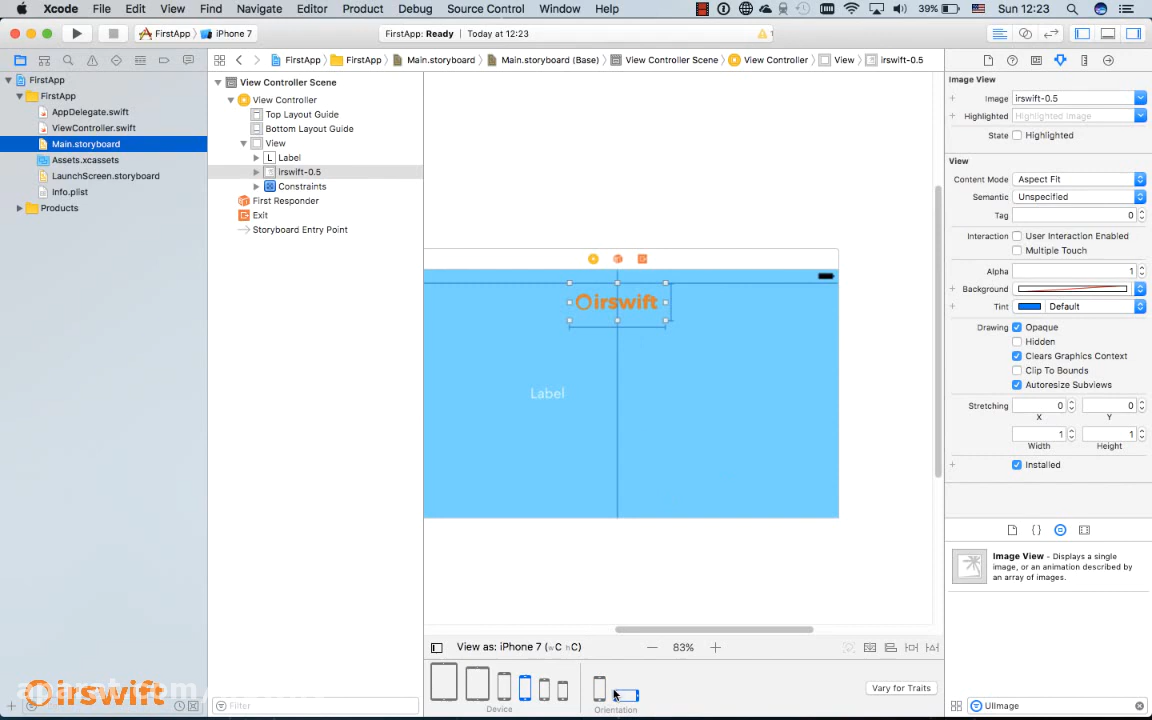 Xcode File Edit View Find Navigate Editor Product Debug Source Control Window Help 39% Sun 12:23
FirstApp iPhone 7 FirstApp: Ready Today at 12:23 1
FirstApp FirstApp Main.storyboard Main.storyboard (Base) View Controller Scene View Controller View irswift-0.5
FirstApp
FirstApp
AppDelegate.swift
ViewController.swift
Main.storyboard
Assets.xcassets
LaunchScreen.storyboard
Info.plist
Products
View Controller Scene
View Controller
Top Layout Guide
Bottom Layout Guide
View
L Label
irswift-0.5
Constraints
First Responder
Exit
Storyboard Entry Point
irswift
Label
View as: iPhone 7 (wC hC) 83%
Device
Orientation
Vary for Traits
Image View
Image irswift-0.5
Highlighted Highlighted Image
State Highlighted
View
Content Mode Aspect Fit
Semantic Unspecified
Tag 0
Interaction User Interaction Enabled
Multiple Touch
Alpha 1
Background
Tint Default
Drawing Opaque
Hidden
Clears Graphics Context
Clip To Bounds
Autoresize Subviews
Stretching 0 0
X Y
1 1
Width Height
Installed
Image View - Displays a single
image, or an animation described by
an array of images.
UIImage
Filter
irswift
aparat.com/